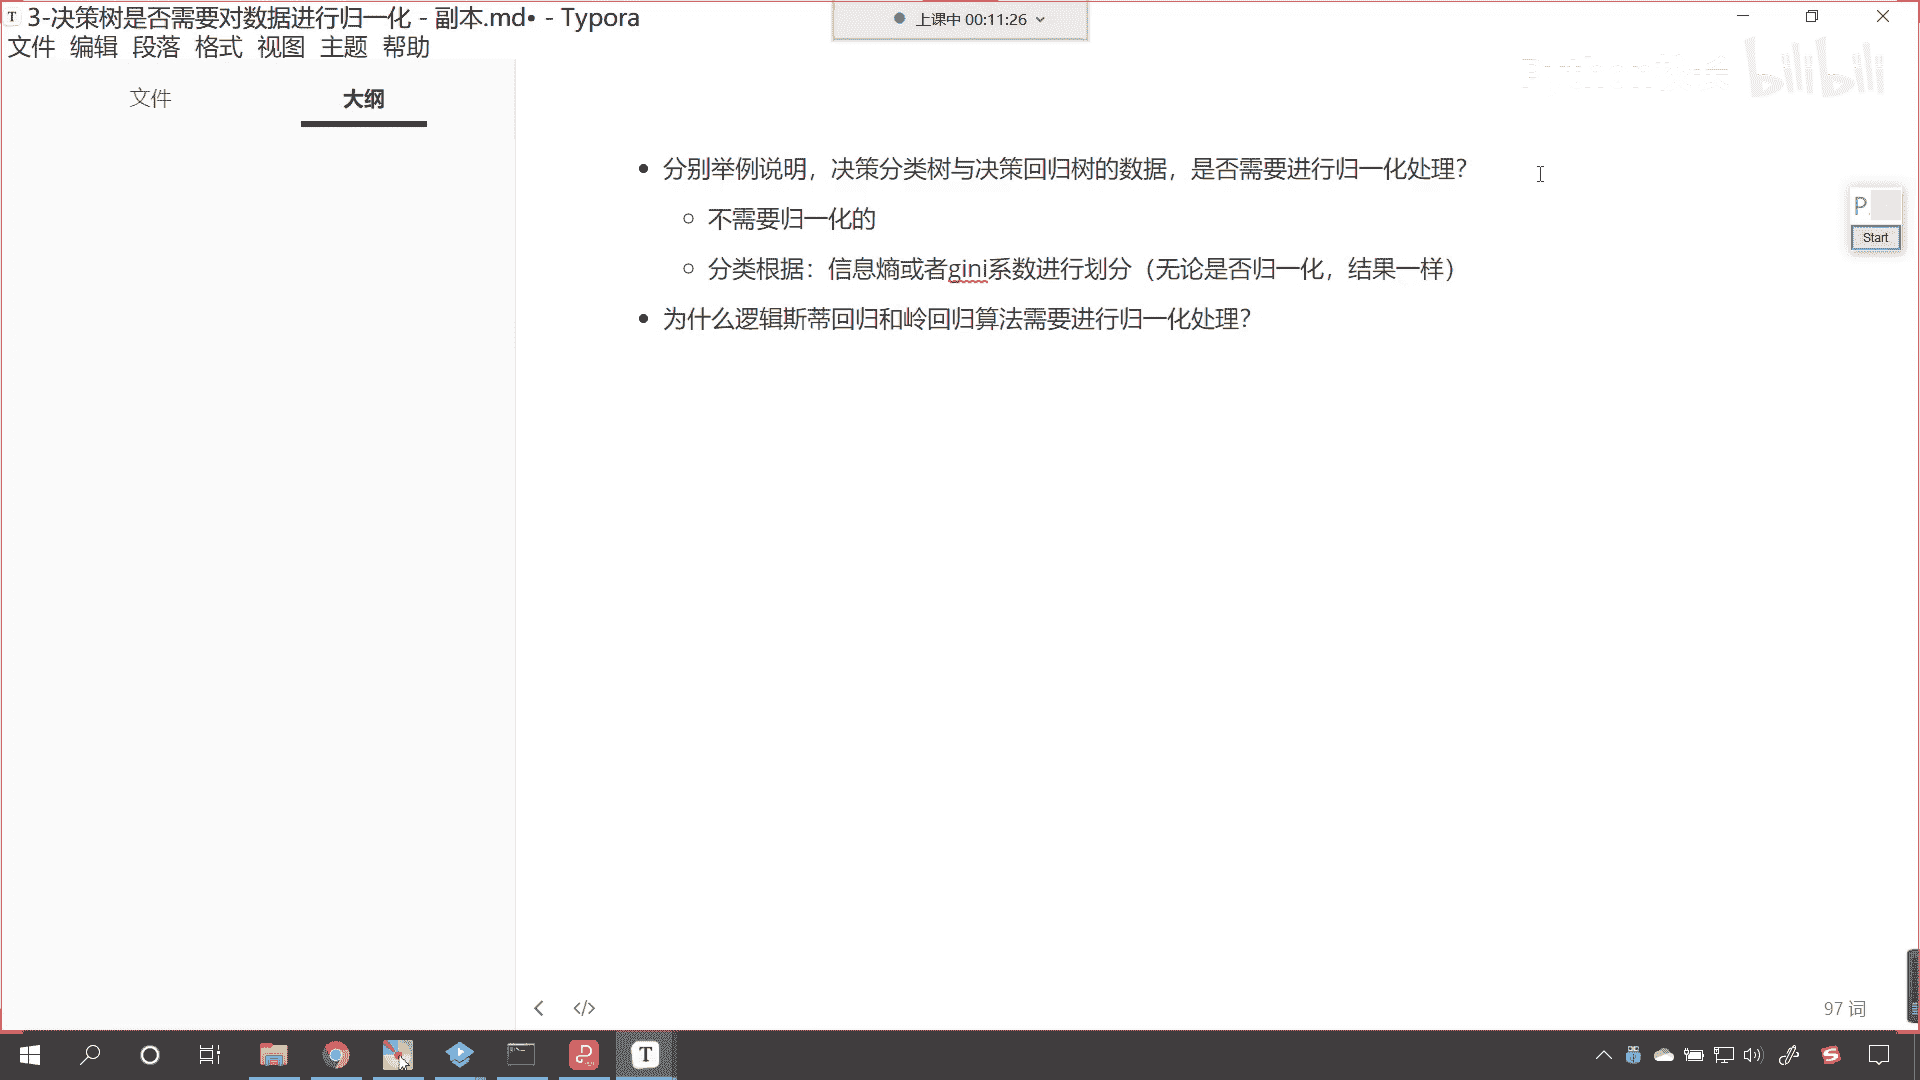 3-决策树是否需要对数据进行归一化 - 副本.md• - Typora
上课中 00:11:26
文件 编辑 段落 格式 视图 主题 帮助
文件 大纲
bilibili
分别举例说明，决策分类树与决策回归树的数据，是否需要进行归一化处理？
P.
Start
不需要归一化的
分类根据：信息熵或者gini系数进行划分（无论是否归一化，结果一样）
为什么逻辑斯蒂回归和岭回归算法需要进行归一化处理？
97 词